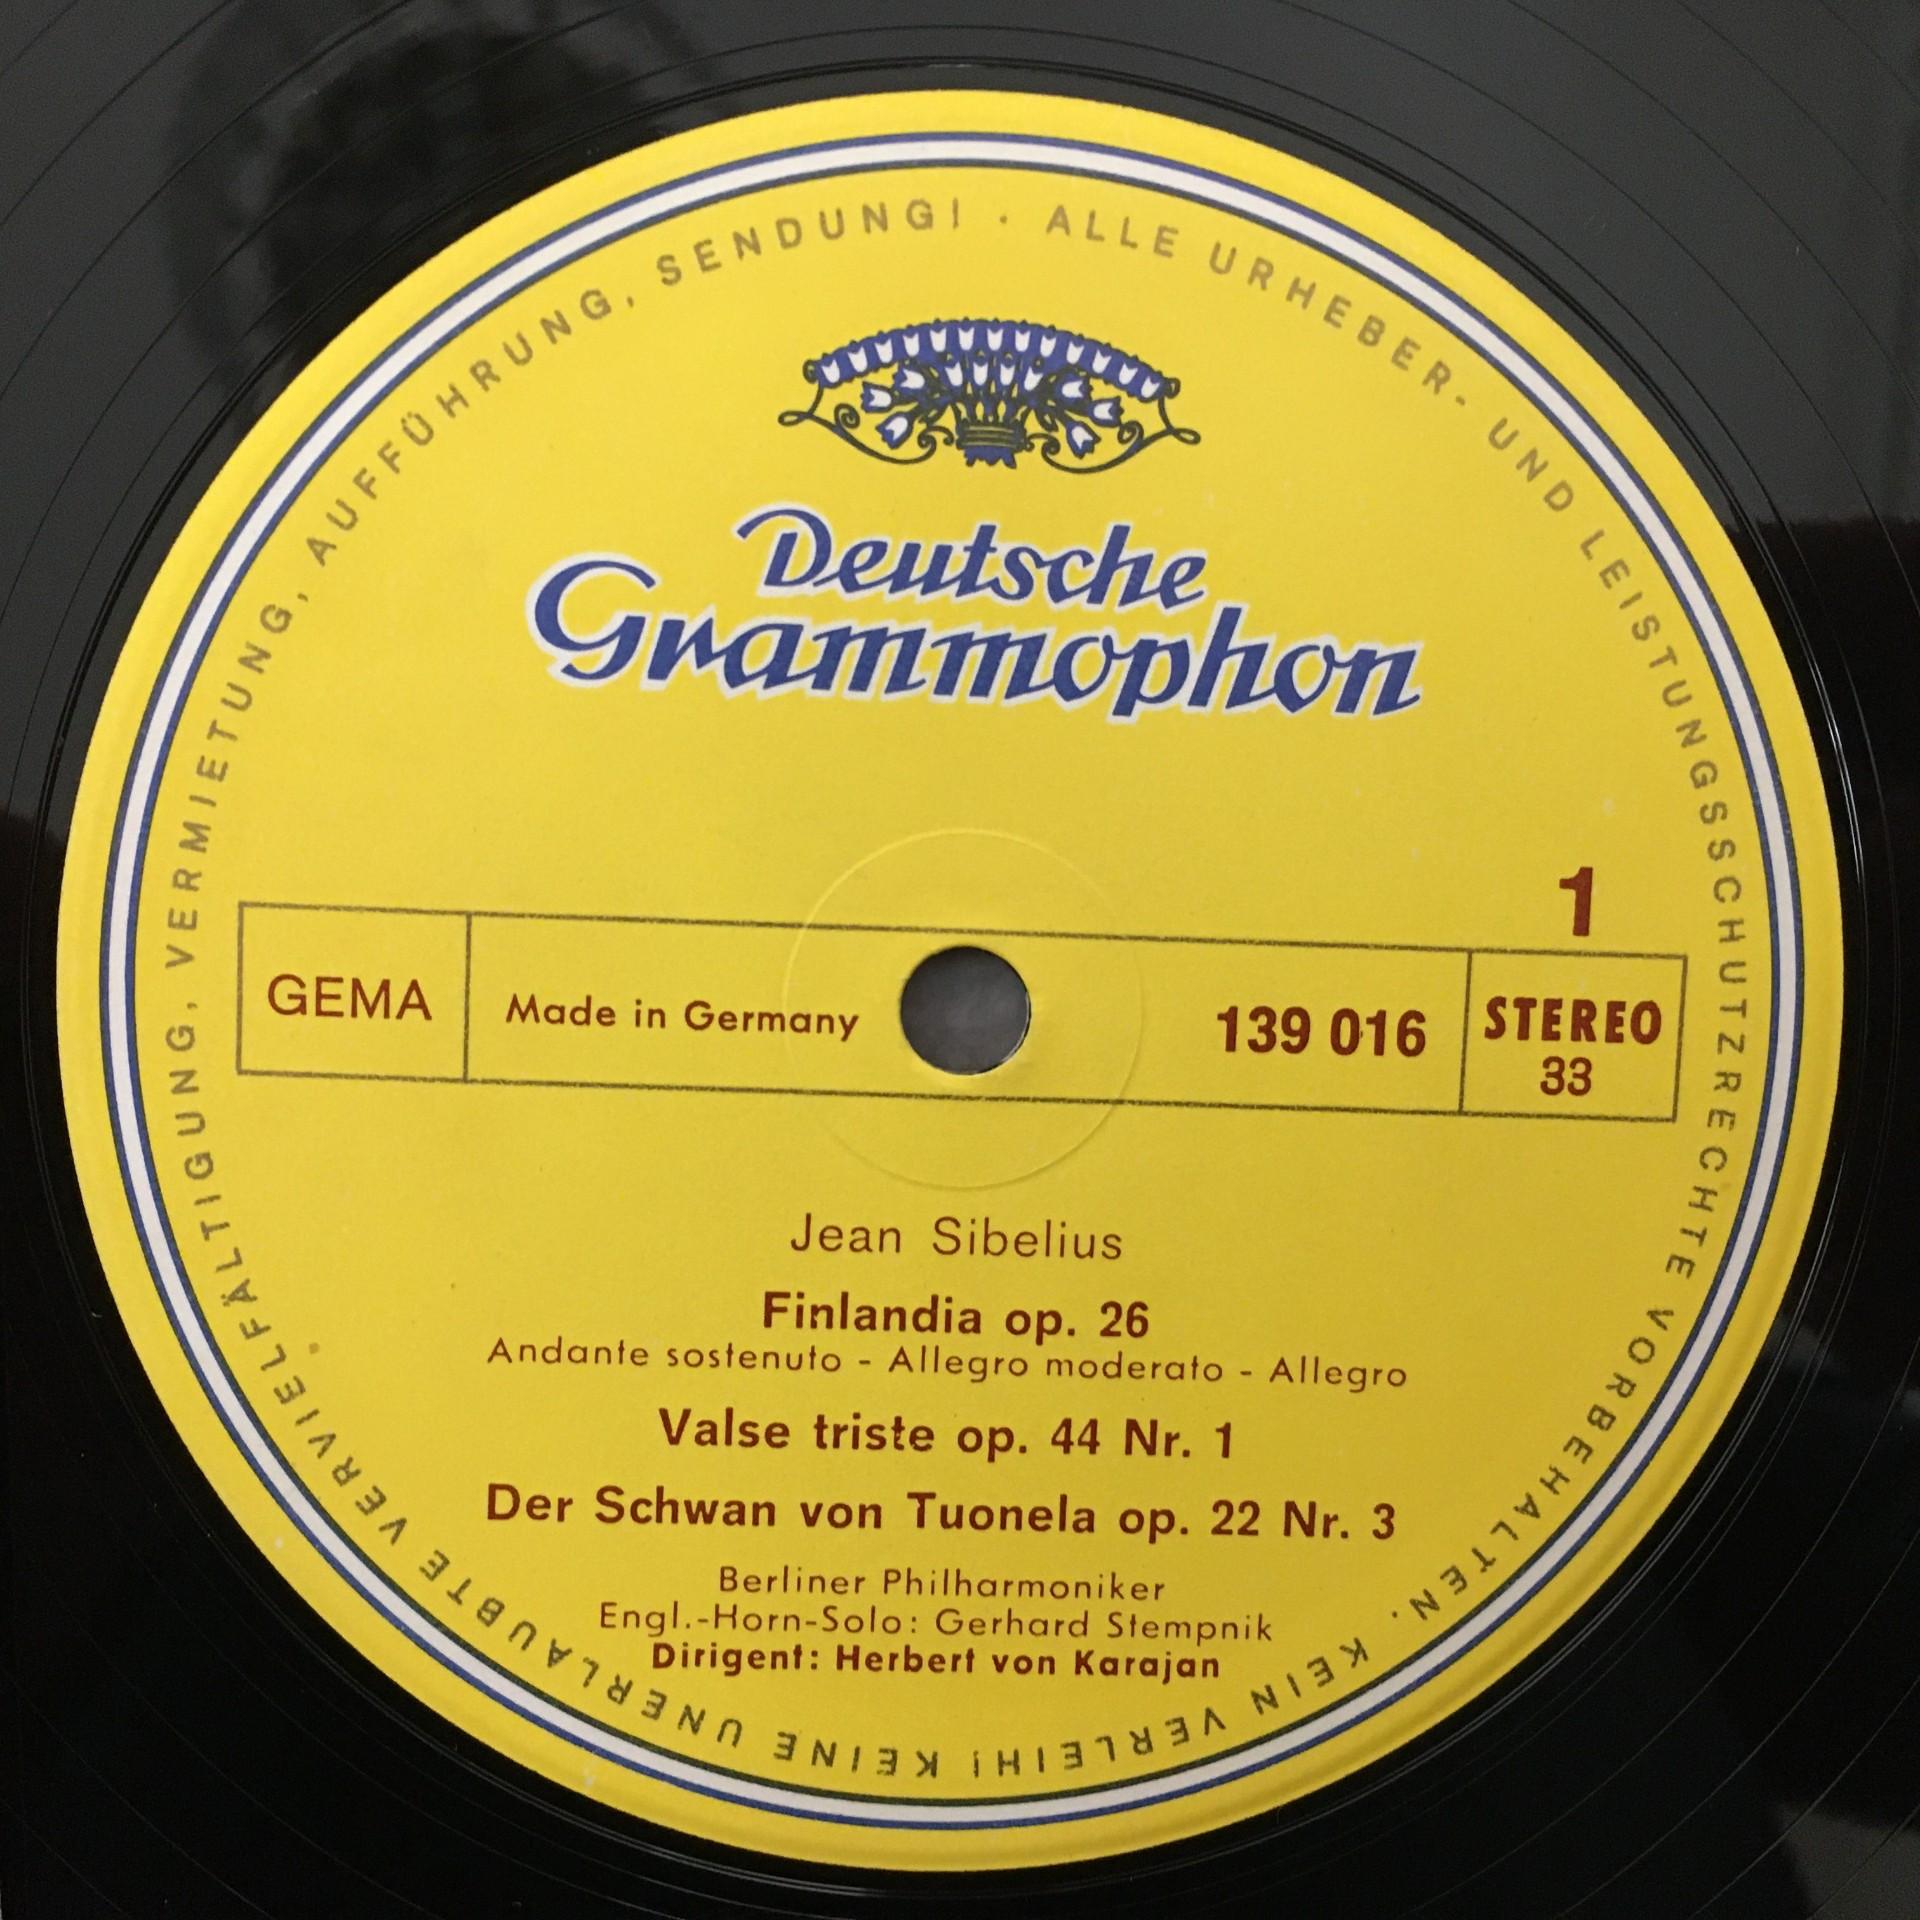 ALLE URHEBER- UND LEISTUNGSSCHUTZRECHTE VORBEHALTEN. KEIN VERLEIH! KEINE UNERLAUBTE VERVIELFÄLTIGUNG, VERMIETUNG, AUFFÜHRUNG, SENDUNG! ·
Deutsche
Grammophon
1
GEMA
Made in Germany
139 016
STEREO
33
Jean Sibelius
Finlandia op. 26
Andante sostenuto - Allegro moderato - Allegro
Valse triste op. 44 Nr. 1
Der Schwan von Tuonela op. 22 Nr. 3
Berliner Philharmoniker
Engl.-Horn-Solo: Gerhard Stempnik
Dirigent: Herbert von Karajan